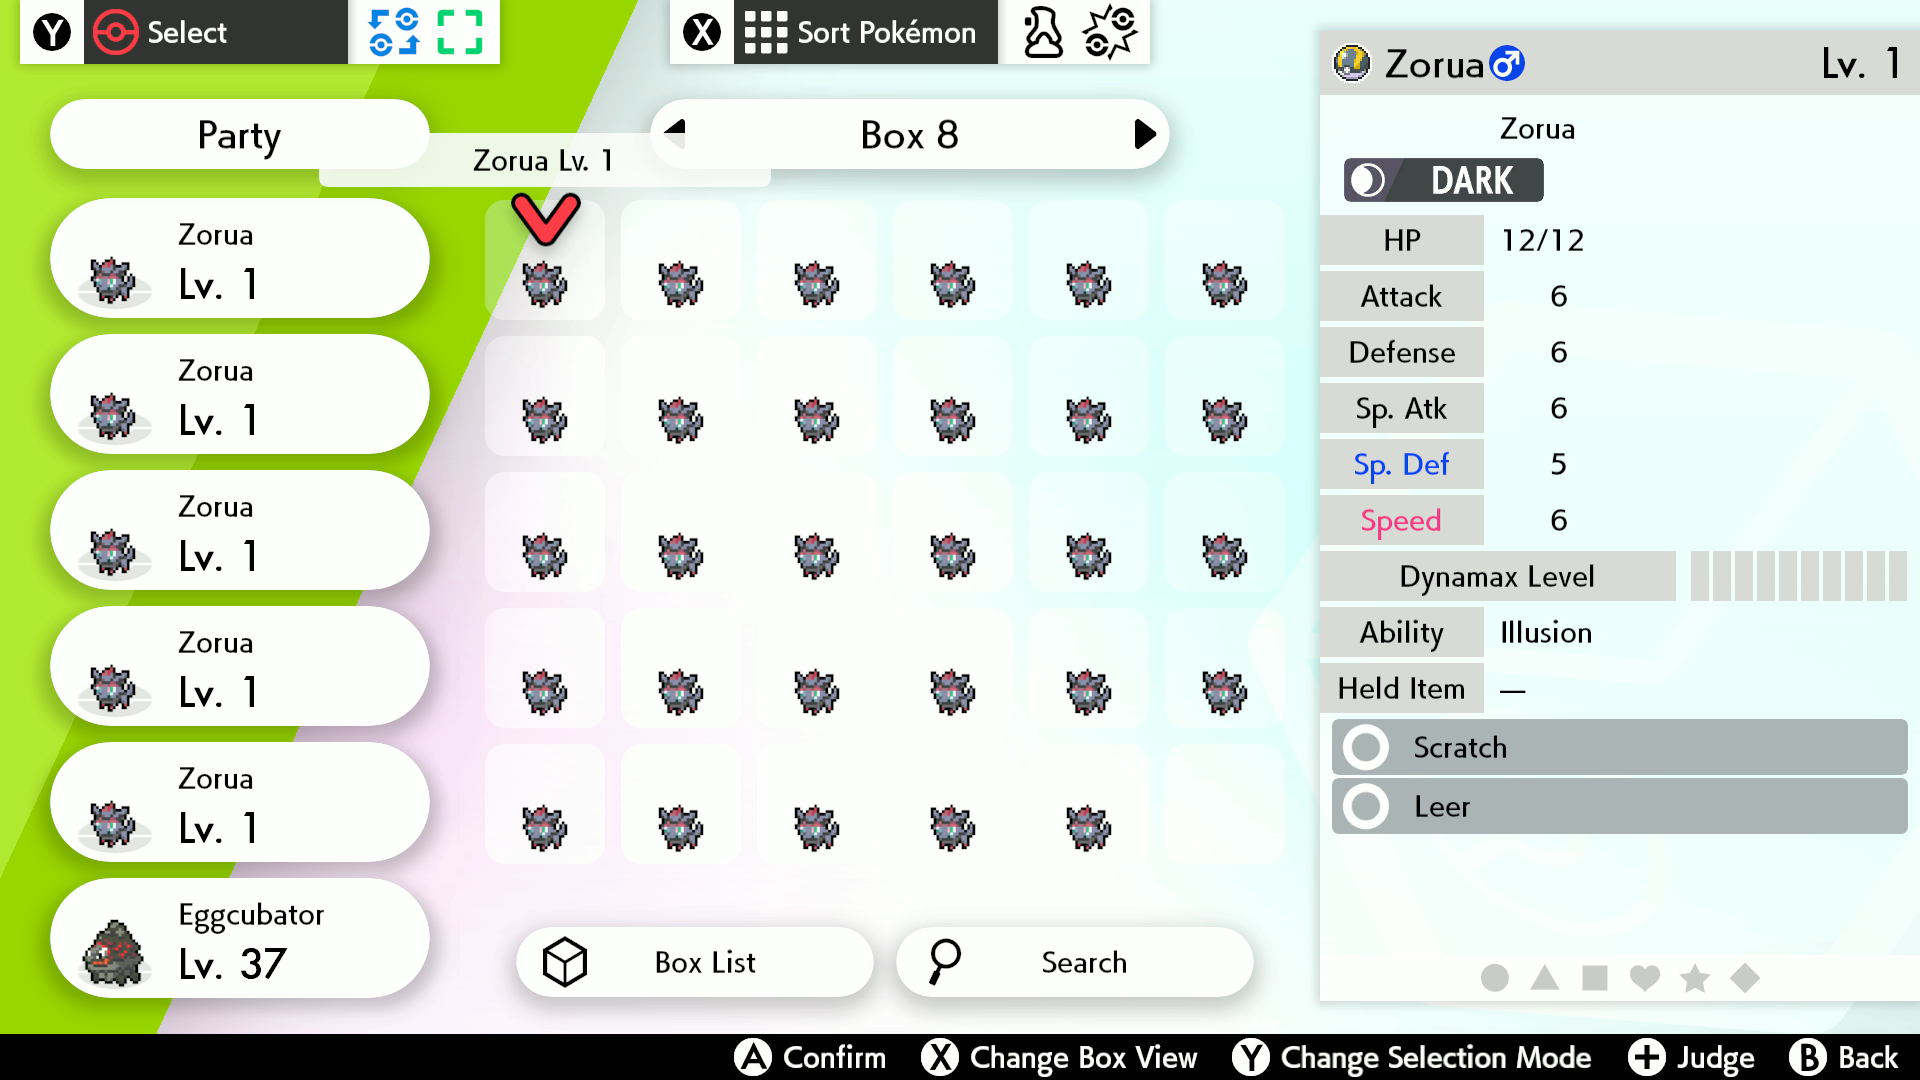 Y Select
X Sort Pokémon
Party
Zorua Lv. 1
Box 8
Zorua
Lv. 1
Zorua
Lv. 1
Zorua
Lv. 1
Zorua
Lv. 1
Zorua
Lv. 1
Eggcubator
Lv. 37
Box List
Search
Zorua♂ Lv. 1
Zorua
DARK
HP 12/12
Attack 6
Defense 6
Sp. Atk 6
Sp. Def 5
Speed 6
Dynamax Level
Ability Illusion
Held Item —
Scratch
Leer
A Confirm X Change Box View Y Change Selection Mode + Judge B Back